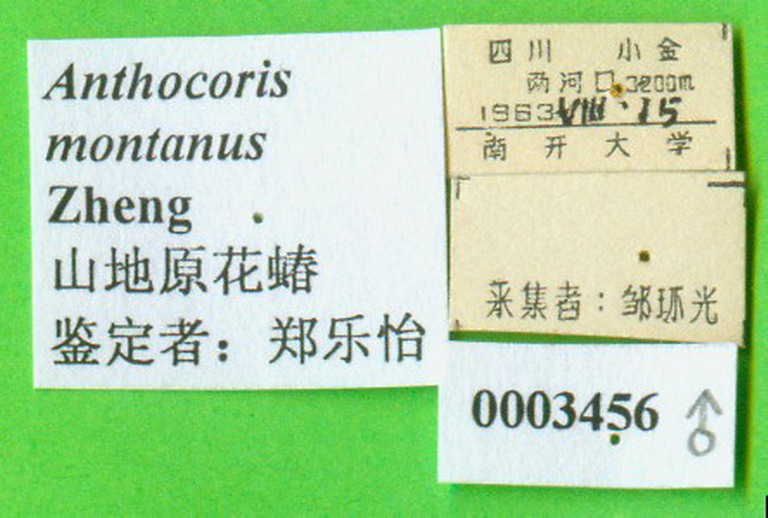 Anthocoris
montanus
Zheng
山地原花蝽
鉴定者：郑乐怡
四川 小金
两河口 3200m
1963 VIII·15
南开大学
采集者：邹环光
0003456 ♂